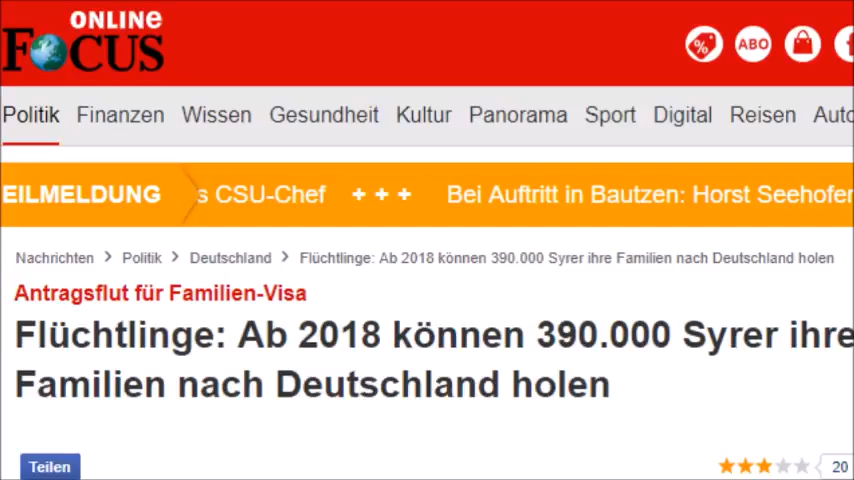 ONLINE
FOCUS
% ABO f
Politik Finanzen Wissen Gesundheit Kultur Panorama Sport Digital Reisen Auto
EILMELDUNG s CSU-Chef + + + Bei Auftritt in Bautzen: Horst Seehofer
Nachrichten > Politik > Deutschland > Flüchtlinge: Ab 2018 können 390.000 Syrer ihre Familien nach Deutschland holen
Antragsflut für Familien-Visa
Flüchtlinge: Ab 2018 können 390.000 Syrer ihre
Familien nach Deutschland holen
Teilen 20